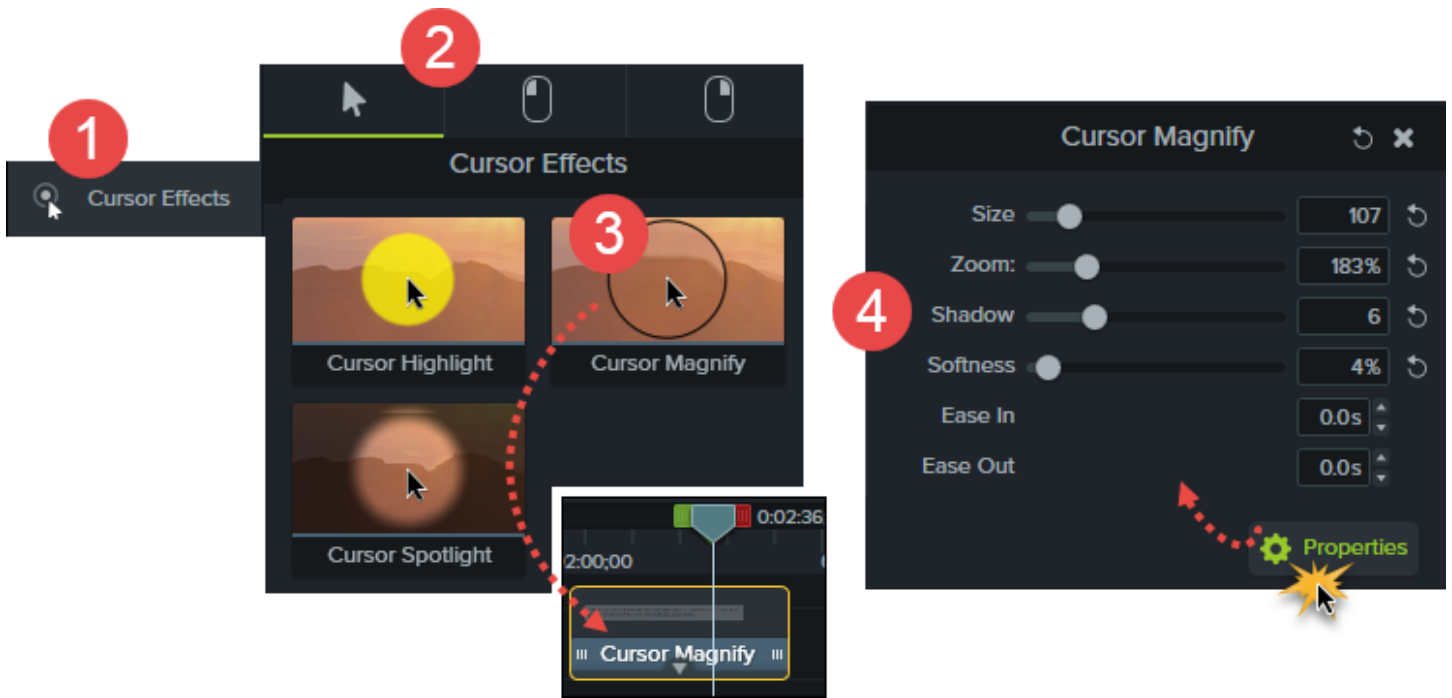 1
Cursor Effects
2
Cursor Effects
3
Cursor Highlight
Cursor Magnify
Cursor Spotlight
0:02:36
2:00;00
Cursor Magnify
4
Cursor Magnify
Size 107
Zoom: 183%
Shadow 6
Softness 4%
Ease In 0.0s
Ease Out 0.0s
Properties